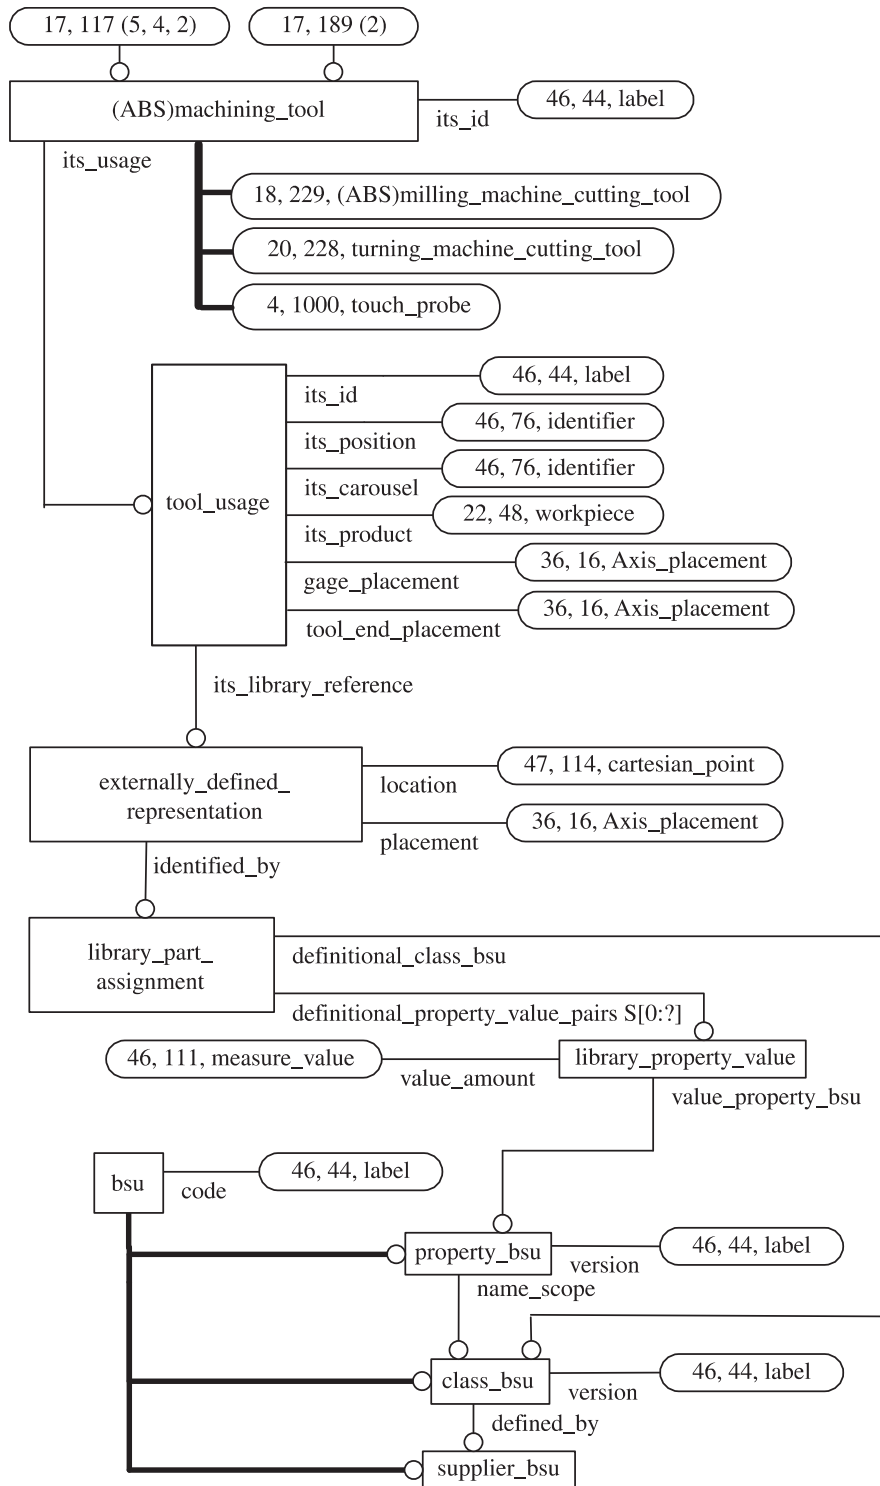 17, 117 (5, 4, 2)
17, 189 (2)
(ABS)machining_tool
its_id
46, 44, label
its_usage
18, 229, (ABS)milling_machine_cutting_tool
20, 228, turning_machine_cutting_tool
4, 1000, touch_probe
tool_usage
its_id
46, 44, label
its_position
46, 76, identifier
its_carousel
46, 76, identifier
its_product
22, 48, workpiece
gage_placement
36, 16, Axis_placement
tool_end_placement
36, 16, Axis_placement
its_library_reference
externally_defined_
representation
location
47, 114, cartesian_point
placement
36, 16, Axis_placement
identified_by
library_part_
assignment
definitional_class_bsu
definitional_property_value_pairs S[0:?]
46, 111, measure_value
value_amount
library_property_value
value_property_bsu
bsu
code
46, 44, label
property_bsu
version
46, 44, label
name_scope
class_bsu
version
46, 44, label
defined_by
supplier_bsu